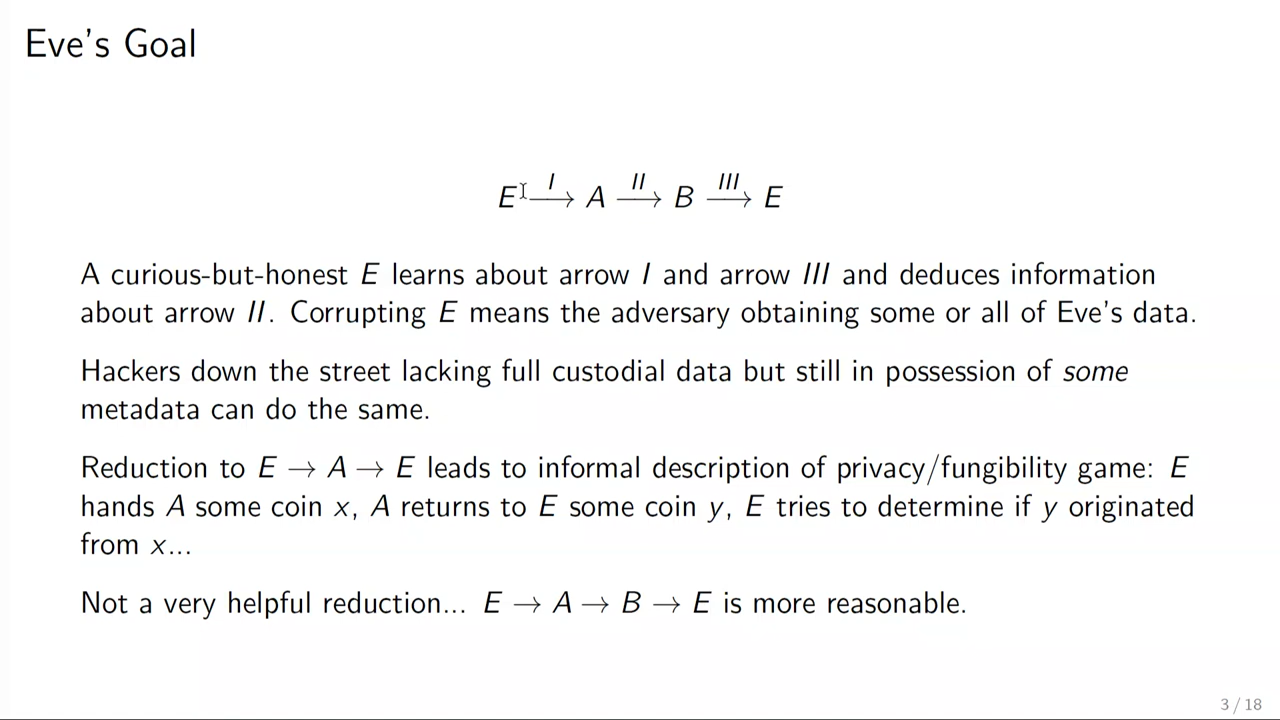 Eve's Goal
E I→ A II→ B III→ E
A curious-but-honest E learns about arrow I and arrow III and deduces information
about arrow II. Corrupting E means the adversary obtaining some or all of Eve's data.
Hackers down the street lacking full custodial data but still in possession of some
metadata can do the same.
Reduction to E → A → E leads to informal description of privacy/fungibility game: E
hands A some coin x, A returns to E some coin y, E tries to determine if y originated
from x...
Not a very helpful reduction... E → A → B → E is more reasonable.
3 / 18